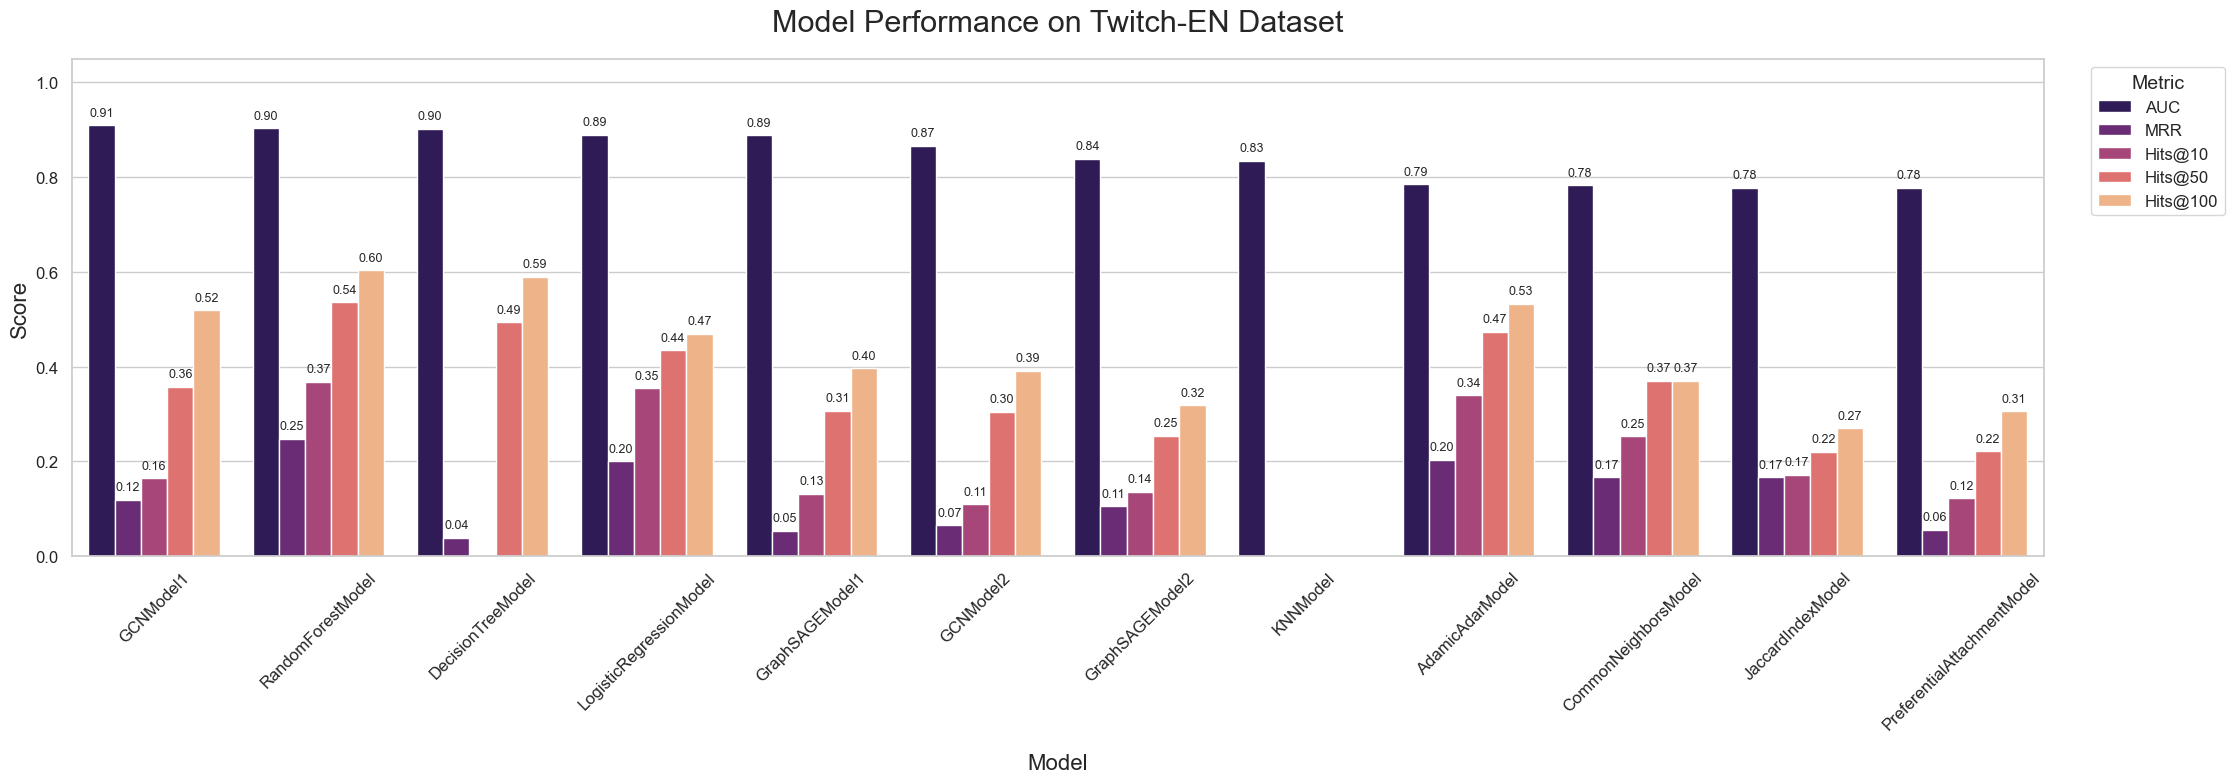 Model Performance on Twitch-EN Dataset
Score
1.0
0.8
0.6
0.4
0.2
0.0
0.91
0.12
0.16
0.36
0.52
0.90
0.25
0.37
0.54
0.60
0.90
0.04
0.49
0.59
0.89
0.20
0.35
0.44
0.47
0.89
0.05
0.13
0.31
0.40
0.87
0.07
0.11
0.30
0.39
0.84
0.11
0.14
0.25
0.32
0.83
0.79
0.20
0.34
0.47
0.53
0.78
0.17
0.25
0.37
0.37
0.78
0.17
0.17
0.22
0.27
0.78
0.06
0.12
0.22
0.31
GCNModel1
RandomForestModel
DecisionTreeModel
LogisticRegressionModel
GraphSAGEModel1
GCNModel2
GraphSAGEModel2
KNNModel
AdamicAdarModel
CommonNeighborsModel
JaccardIndexModel
PreferentialAttachmentModel
Model
Metric
AUC
MRR
Hits@10
Hits@50
Hits@100